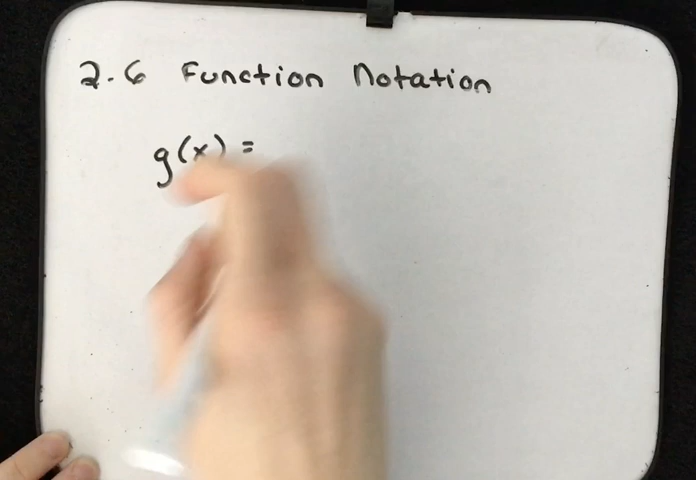 2.6 Function Notation
g(x) =